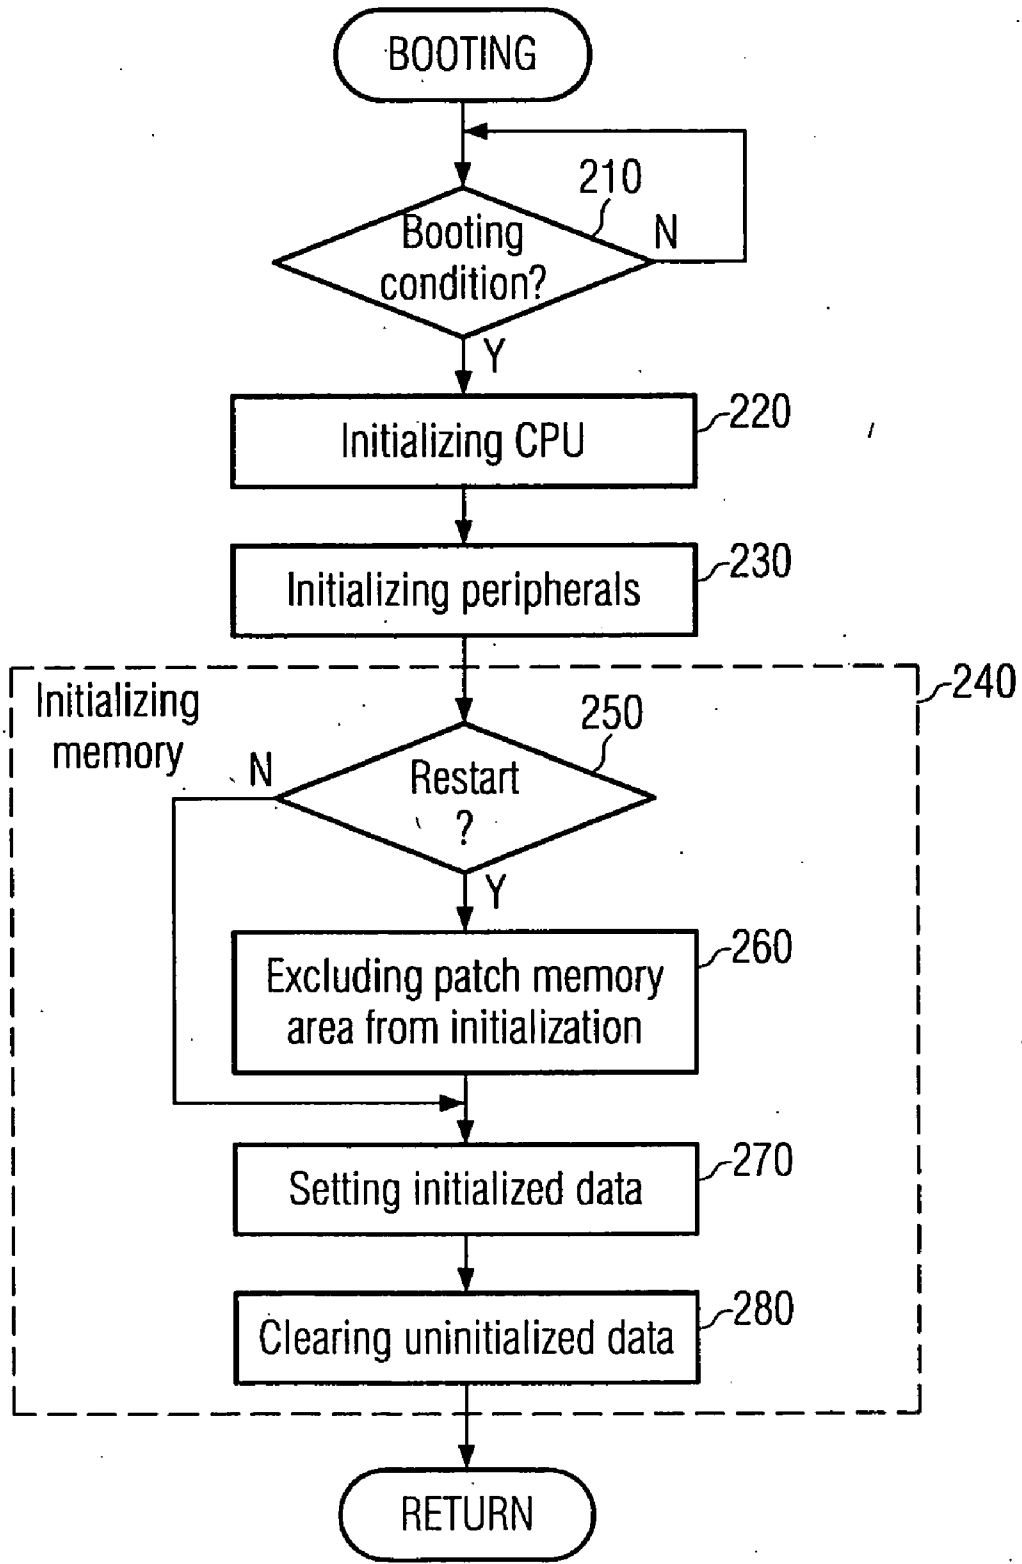 BOOTING
210
Booting
condition?
N
Y
220
Initializing CPU
230
Initializing peripherals
240
Initializing
memory
250
N
Restart
?
Y
260
Excluding patch memory
area from initialization
270
Setting initialized data
280
Clearing uninitialized data
RETURN